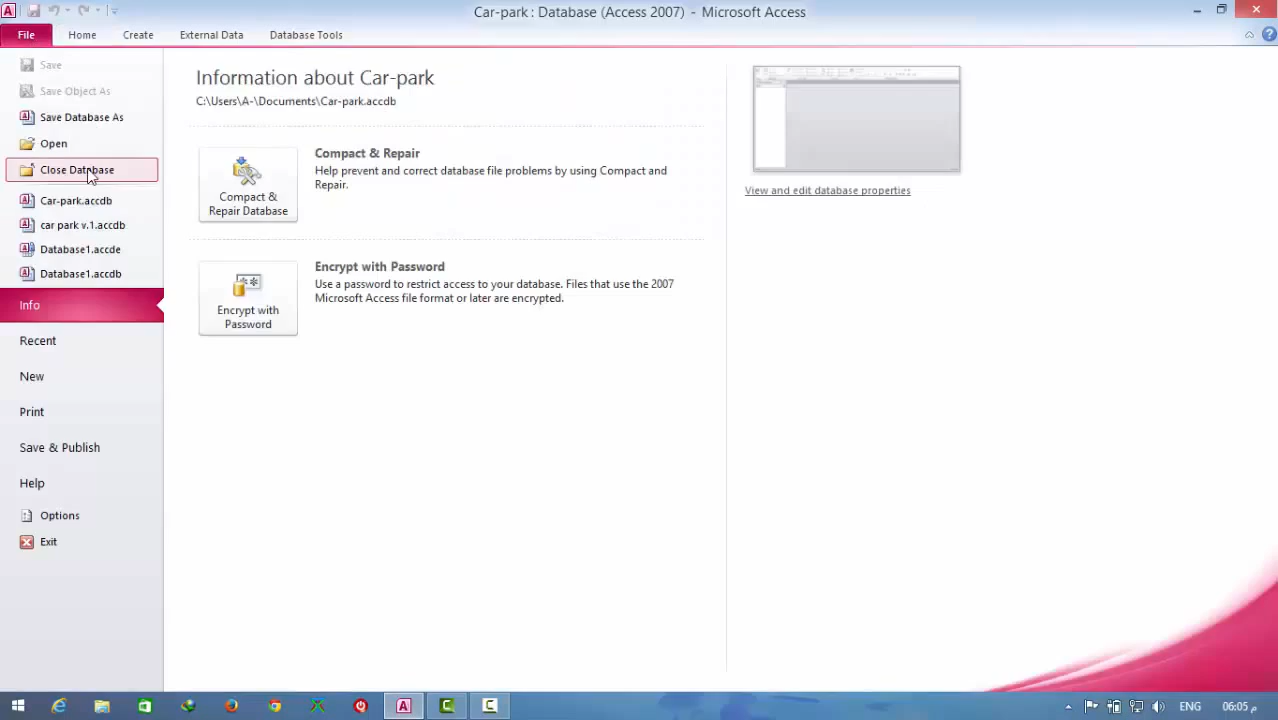 Car-park : Database (Access 2007) - Microsoft Access
File Home Create External Data Database Tools
Save
Save Object As
Save Database As
Open
Close Database
Car-park.accdb
car park v.1.accdb
Database1.accde
Database1.accdb
Info
Recent
New
Print
Save & Publish
Help
Options
Exit
Information about Car-park
C:\Users\A-\Documents\Car-park.accdb
Compact & Repair Database
Compact & Repair
Help prevent and correct database file problems by using Compact and
Repair.
Encrypt with Password
Encrypt with Password
Use a password to restrict access to your database. Files that use the 2007
Microsoft Access file format or later are encrypted.
View and edit database properties
ENG 06:05 م